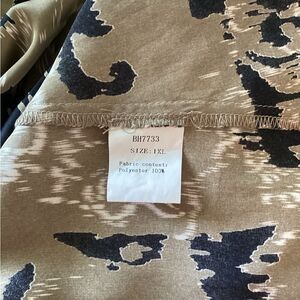 BH7733
SIZE:1XL
Fabric content:
Polyester 100%